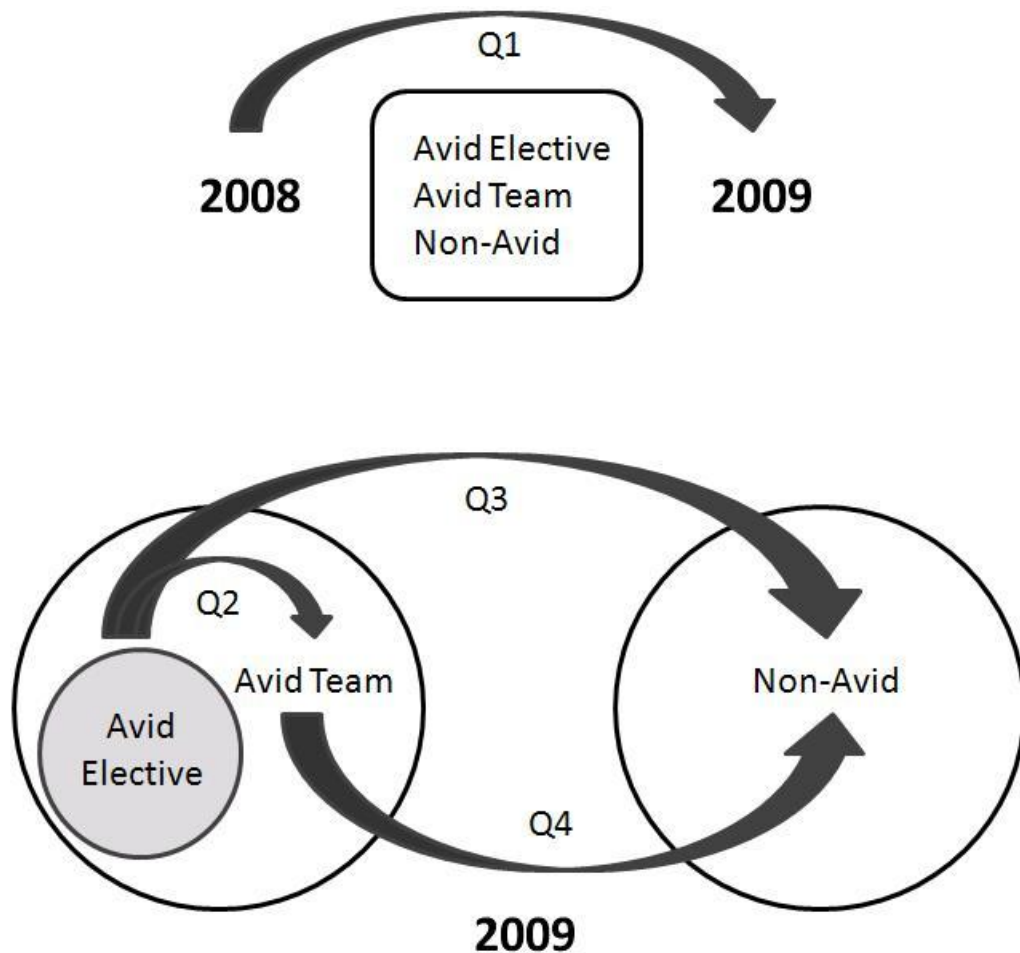 Q1
2008
Avid Elective
Avid Team
Non-Avid
2009
Q3
Q2
Avid Team
Non-Avid
Avid
Elective
Q4
2009